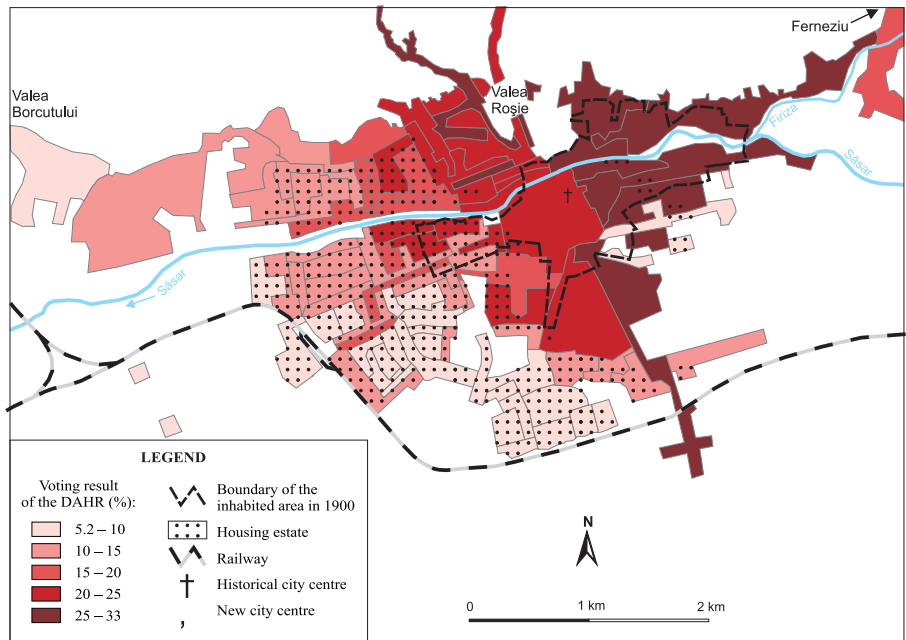 Ferneziu
Valea
Borcutului
Valea
Roşie
Firiza
Săsar
Săsar
LEGEND
Voting result
of the DAHR (%):
5.2 – 10
10 – 15
15 – 20
20 – 25
25 – 33
Boundary of the
inhabited area in 1900
Housing estate
Railway
Historical city centre
, New city centre
N
0 1 km 2 km